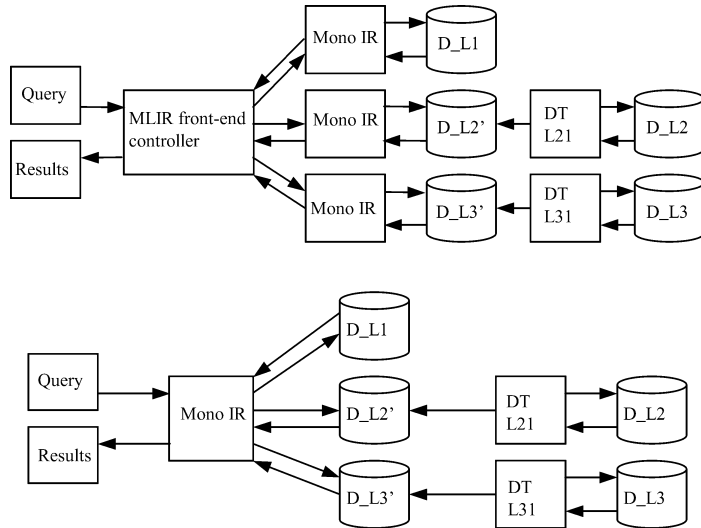 Mono IR
D_L1
Query
MLIR front-end
controller
Mono IR
D_L2’
DT
L21
D_L2
Results
Mono IR
D_L3’
DT
L31
D_L3
D_L1
Query
Mono IR
D_L2’
DT
L21
D_L2
Results
D_L3’
DT
L31
D_L3